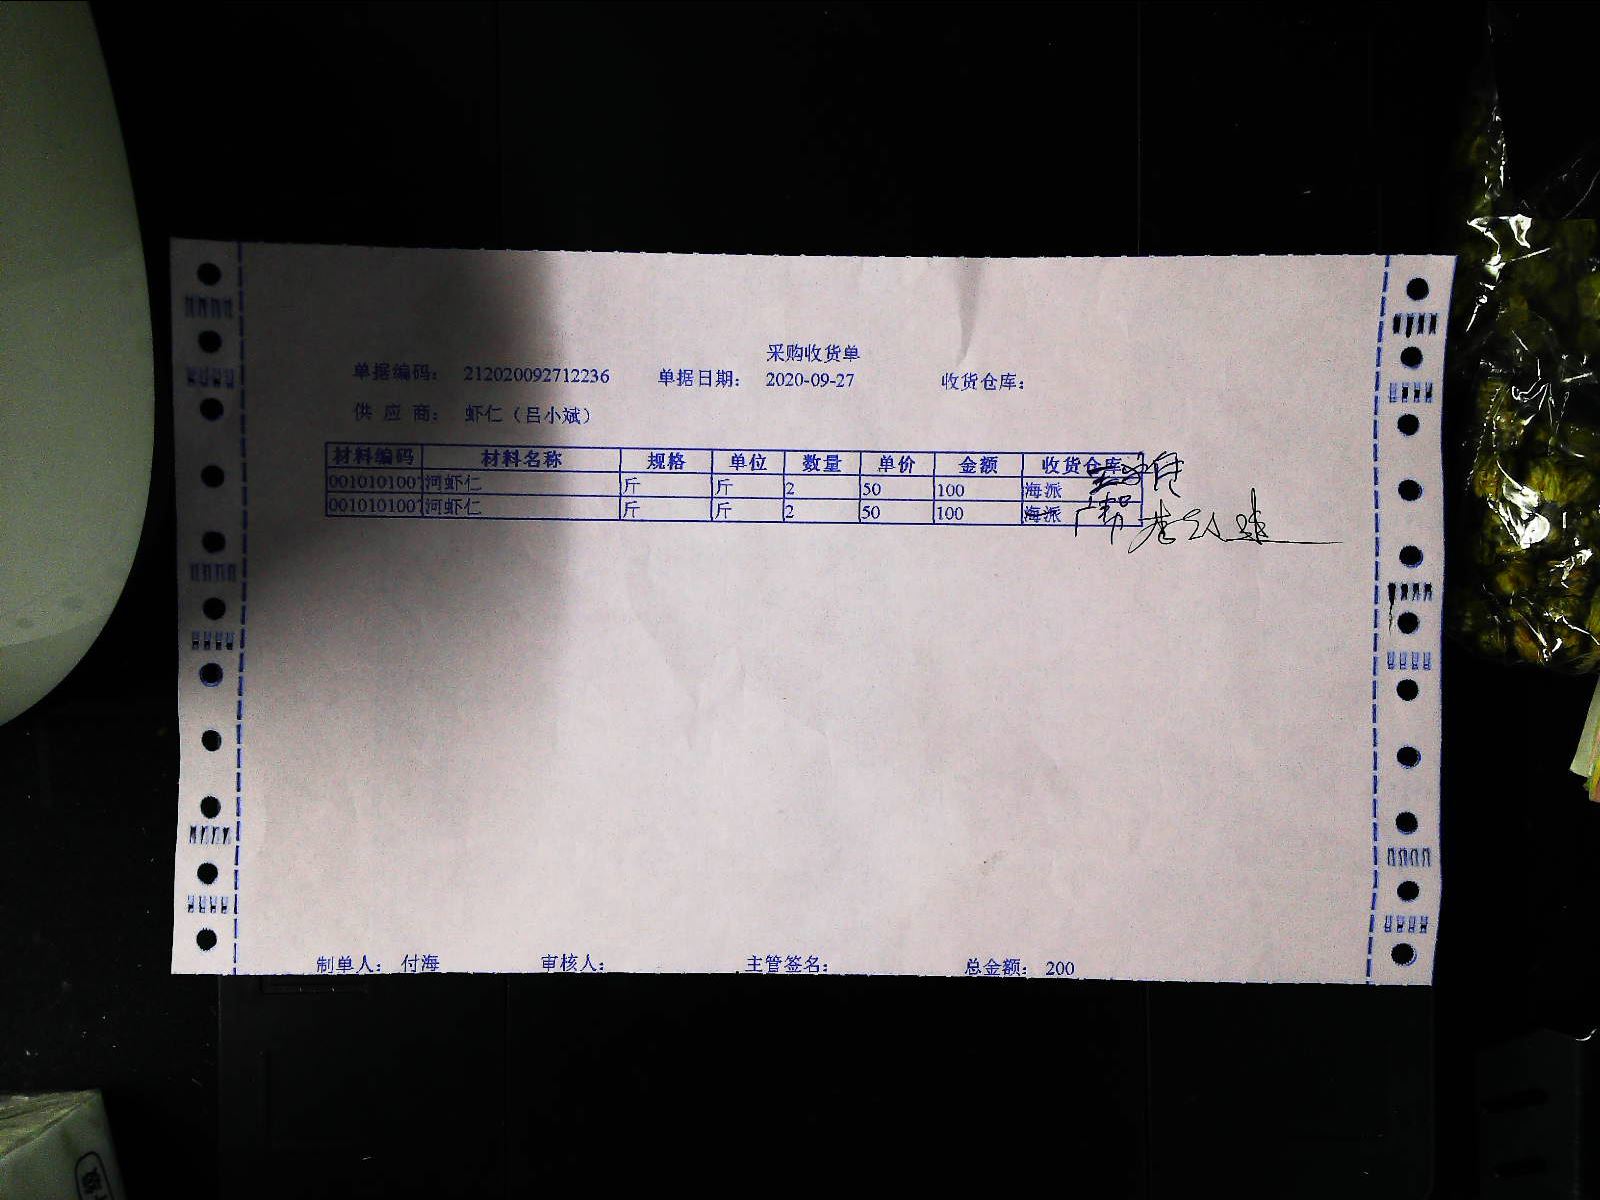 采购收货单
单据编码： 212020092712236 单据日期： 2020-09-27 收货仓库：
供 应 商： 虾仁（吕小斌）
材料编码 材料名称 规格 单位 数量 单价 金额 收货仓库
0010101007 河虾仁 斤 斤 2 50 100 海派
0010101007 河虾仁 斤 斤 2 50 100 海派
制单人： 付海 审核人： 主管签名： 总金额： 200